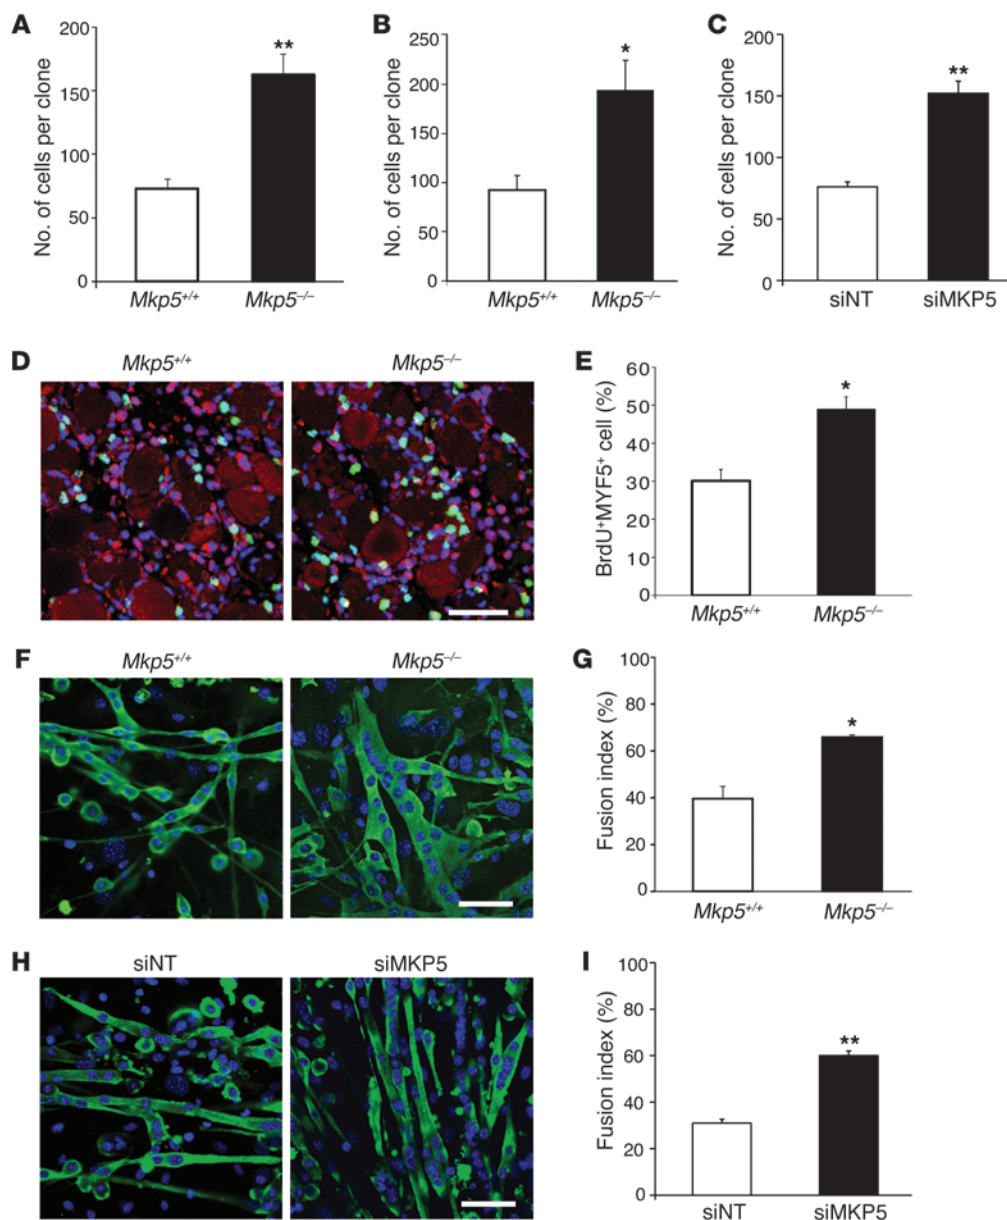 A
No. of cells per clone
200
150
100
50
0
**
Mkp5+/+
Mkp5–/–
B
No. of cells per clone
250
200
150
100
50
0
*
Mkp5+/+
Mkp5–/–
C
No. of cells per clone
200
150
100
50
0
**
siNT
siMKP5
D
Mkp5+/+
Mkp5–/–
E
BrdU+MYF5+ cell (%)
60
50
40
30
30
10
0
*
Mkp5+/+
Mkp5–/–
F
Mkp5+/+
Mkp5–/–
G
Fusion index (%)
100
80
60
40
20
0
*
Mkp5+/+
Mkp5–/–
H
siNT
siMKP5
I
Fusion index (%)
100
80
60
40
20
0
**
siNT
siMKP5